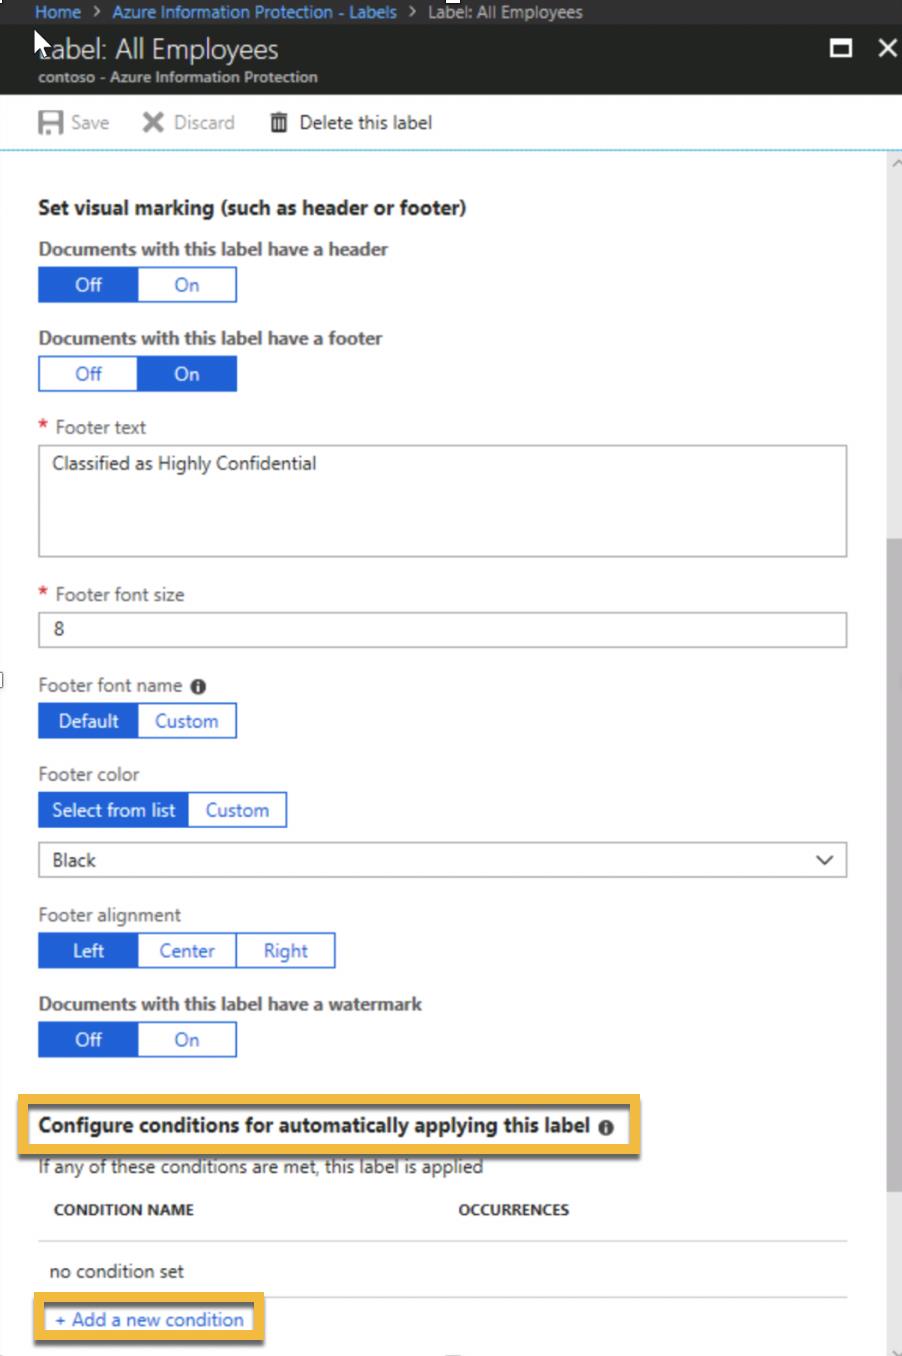 Home > Azure Information Protection - Labels > Label: All Employees
Label: All Employees
contoso - Azure Information Protection
Save Discard Delete this label
Set visual marking (such as header or footer)
Documents with this label have a header
Off On
Documents with this label have a footer
Off On
* Footer text
Classified as Highly Confidential
* Footer font size
8
Footer font name
Default Custom
Footer color
Select from list Custom
Black
Footer alignment
Left Center Right
Documents with this label have a watermark
Off On
Configure conditions for automatically applying this label
If any of these conditions are met, this label is applied
CONDITION NAME OCCURRENCES
no condition set
+ Add a new condition